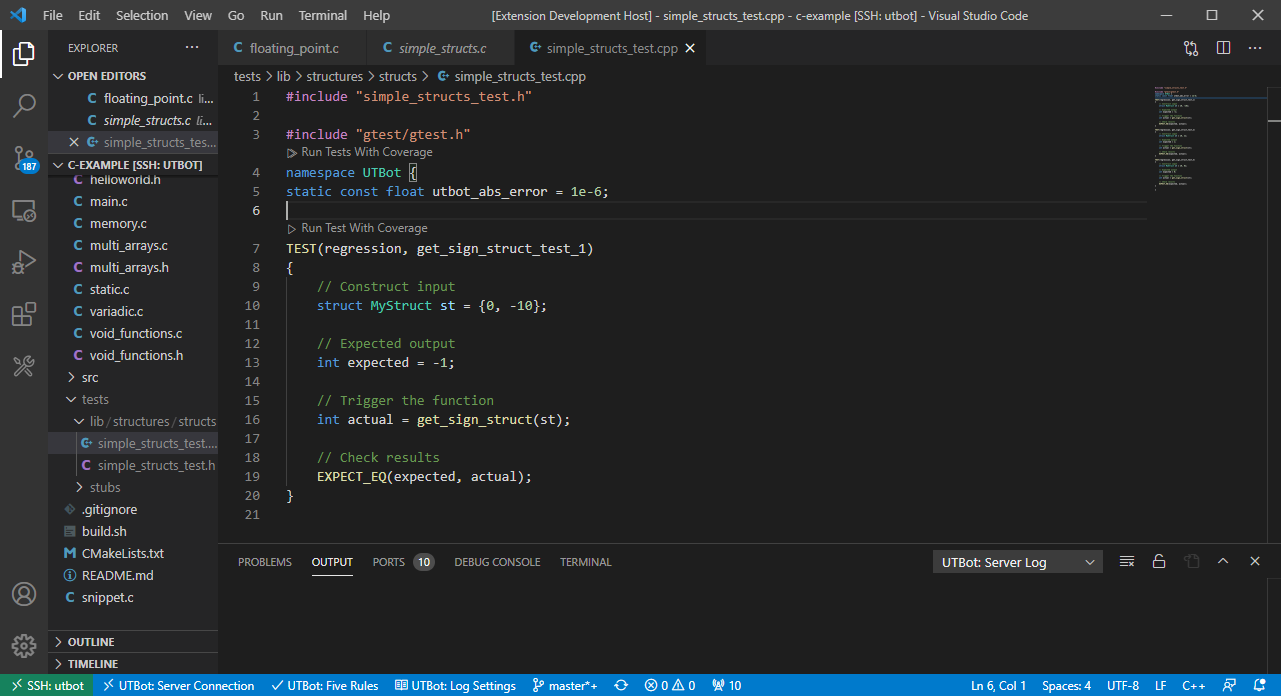 File Edit Selection View Go Run Terminal Help [Extension Development Host] - simple_structs_test.cpp - c-example [SSH: utbot] - Visual Studio Code
EXPLORER
OPEN EDITORS
C floating_point.c li...
C simple_structs.c li...
simple_structs_tes...
C-EXAMPLE [SSH: UTBOT]
C helloworld.h
C main.c
C memory.c
C multi_arrays.c
C multi_arrays.h
C static.c
C variadic.c
C void_functions.c
C void_functions.h
src
tests
lib / structures / structs
simple_structs_test....
C simple_structs_test.h
stubs
.gitignore
build.sh
CMakeLists.txt
README.md
C snippet.c
OUTLINE
TIMELINE
187
C floating_point.c C simple_structs.c simple_structs_test.cpp
tests > lib > structures > structs > simple_structs_test.cpp
1 #include "simple_structs_test.h"
2
3 #include "gtest/gtest.h"
Run Tests With Coverage
4 namespace UTBot {
5 static const float utbot_abs_error = 1e-6;
6
Run Test With Coverage
7 TEST(regression, get_sign_struct_test_1)
8 {
9 // Construct input
10 struct MyStruct st = {0, -10};
11
12 // Expected output
13 int expected = -1;
14
15 // Trigger the function
16 int actual = get_sign_struct(st);
17
18 // Check results
19 EXPECT_EQ(expected, actual);
20 }
21
PROBLEMS OUTPUT PORTS 10 DEBUG CONSOLE TERMINAL UTBot: Server Log
SSH: utbot UTBot: Server Connection UTBot: Five Rules UTBot: Log Settings master*+ 0 0 10 Ln 6, Col 1 Spaces: 4 UTF-8 LF C++